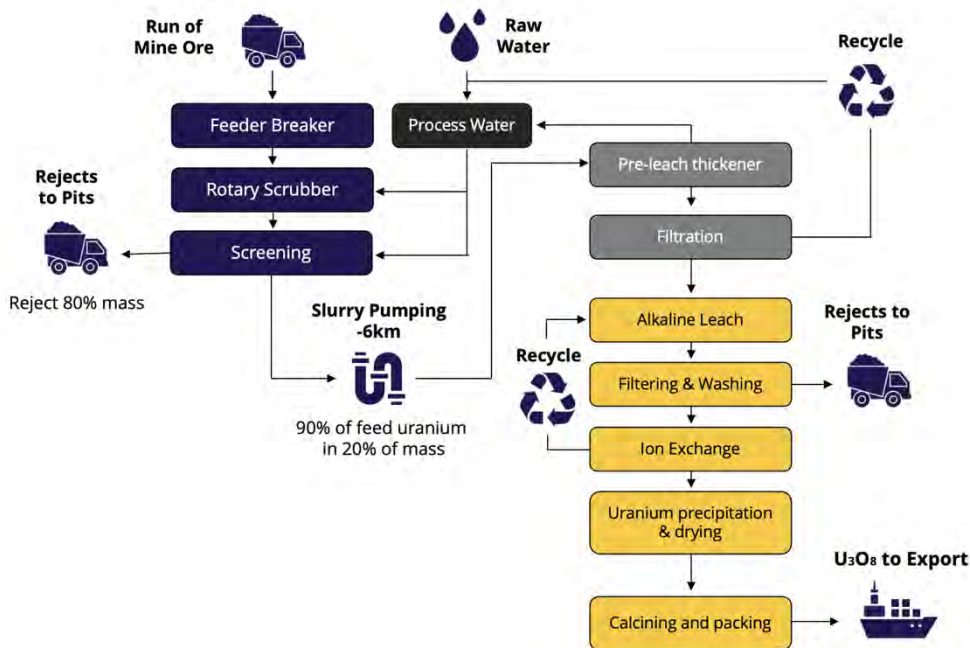 Run of
Mine Ore
Raw
Water
Recycle
Feeder Breaker
Process Water
Pre-leach thickener
Rejects
to Pits
Rotary Scrubber
Filtration
Screening
Reject 80% mass
Slurry Pumping
-6km
Alkaline Leach
Rejects to
Pits
Recycle
Filtering & Washing
90% of feed uranium
in 20% of mass
Ion Exchange
Uranium precipitation
& drying
U₃O₈ to Export
Calcining and packing